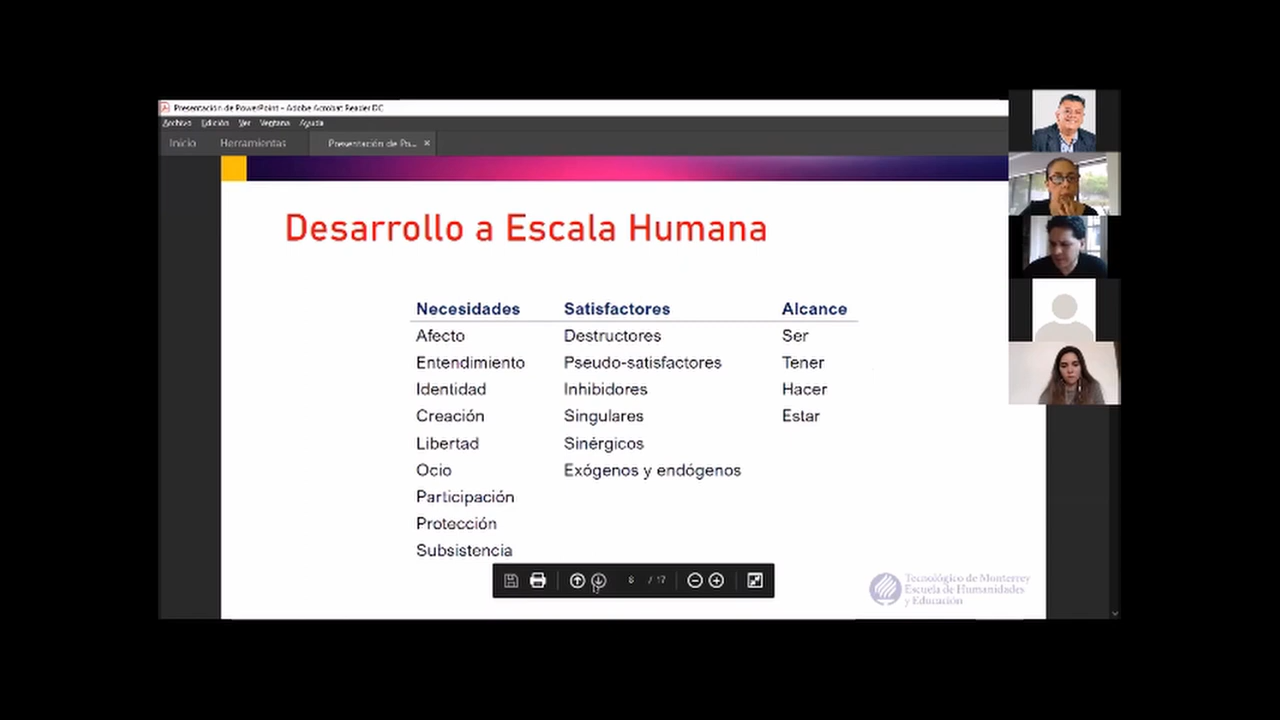 Presentación de PowerPoint - Adobe Acrobat Reader DC
Archivo Edición Ver Ventana Ayuda
Inicio Herramientas Presentación de Po... ×
Desarrollo a Escala Humana
Necesidades Satisfactores Alcance
Afecto Destructores Ser
Entendimiento Pseudo-satisfactores Tener
Identidad Inhibidores Hacer
Creación Singulares Estar
Libertad Sinérgicos
Ocio Exógenos y endógenos
Participación
Protección
Subsistencia
8 / 17
Tecnológico de Monterrey
Escuela de Humanidades
y Educación